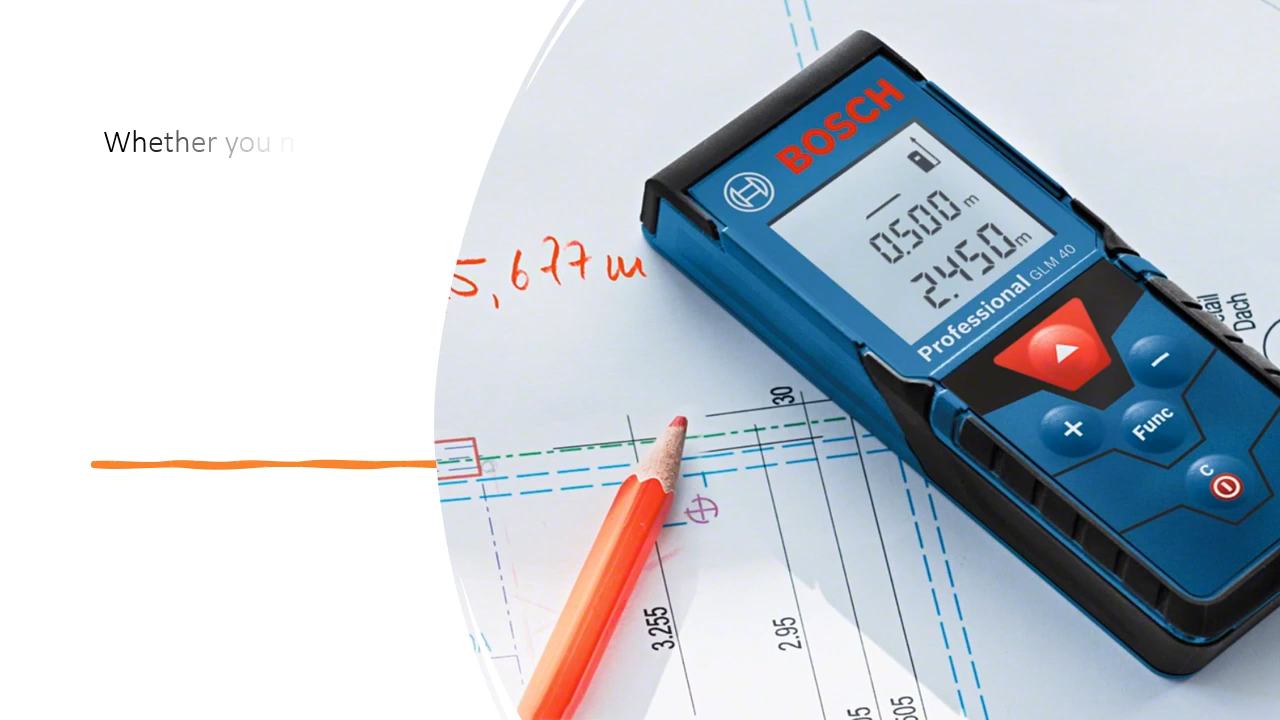 Whether you n
BOSCH
0.500 m
2.450 m
Professional GLM 40
5,677 m
Dach
30
+
Func
C
3.255
2.95
505